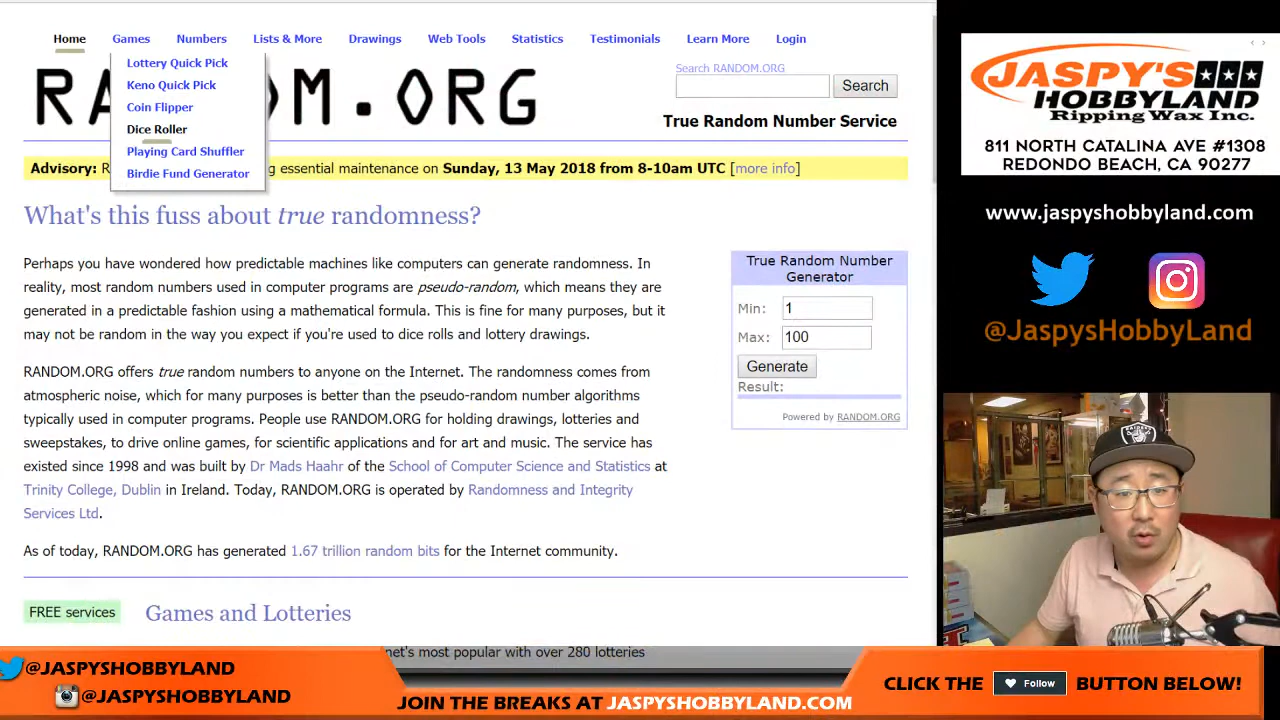 Home Games Numbers Lists & More Drawings Web Tools Statistics Testimonials Learn More Login
Lottery Quick Pick
Keno Quick Pick
Coin Flipper
Dice Roller
Playing Card Shuffler
Birdie Fund Generator
Search RANDOM.ORG
Search
True Random Number Service
Advisory: R
g essential maintenance on Sunday, 13 May 2018 from 8-10am UTC [more info]
What's this fuss about true randomness?
Perhaps you have wondered how predictable machines like computers can generate randomness. In
reality, most random numbers used in computer programs are pseudo-random, which means they are
generated in a predictable fashion using a mathematical formula. This is fine for many purposes, but it
may not be random in the way you expect if you're used to dice rolls and lottery drawings.
RANDOM.ORG offers true random numbers to anyone on the Internet. The randomness comes from
atmospheric noise, which for many purposes is better than the pseudo-random number algorithms
typically used in computer programs. People use RANDOM.ORG for holding drawings, lotteries and
sweepstakes, to drive online games, for scientific applications and for art and music. The service has
existed since 1998 and was built by Dr Mads Haahr of the School of Computer Science and Statistics at
Trinity College, Dublin in Ireland. Today, RANDOM.ORG is operated by Randomness and Integrity
Services Ltd.
As of today, RANDOM.ORG has generated 1.67 trillion random bits for the Internet community.
True Random Number
Generator
Min: 1
Max: 100
Generate
Result:
Powered by RANDOM.ORG
FREE services Games and Lotteries
net's most popular with over 280 lotteries
JASPY'S
HOBBYLAND
Ripping Wax Inc.
811 NORTH CATALINA AVE #1308
REDONDO BEACH, CA 90277
www.jaspyshobbyland.com
@JaspysHobbyLand
RAIDERS
@JASPYSHOBBYLAND
@JASPYSHOBBYLAND
JOIN THE BREAKS AT JASPYSHOBBYLAND.COM
CLICK THE Follow BUTTON BELOW!